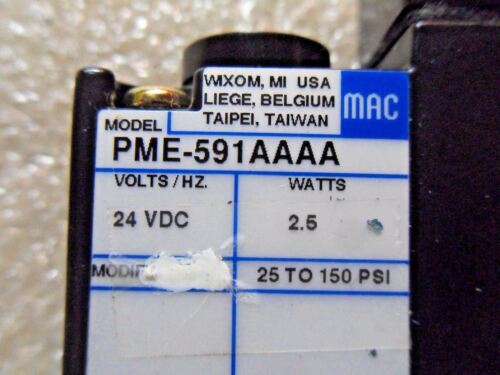 WIXOM, MI USA
LIEGE, BELGIUM
TAIPEI, TAIWAN
MAC
MODEL
PME-591AAAA
VOLTS/HZ.
WATTS
24 VDC
2.5
25 TO 150 PSI